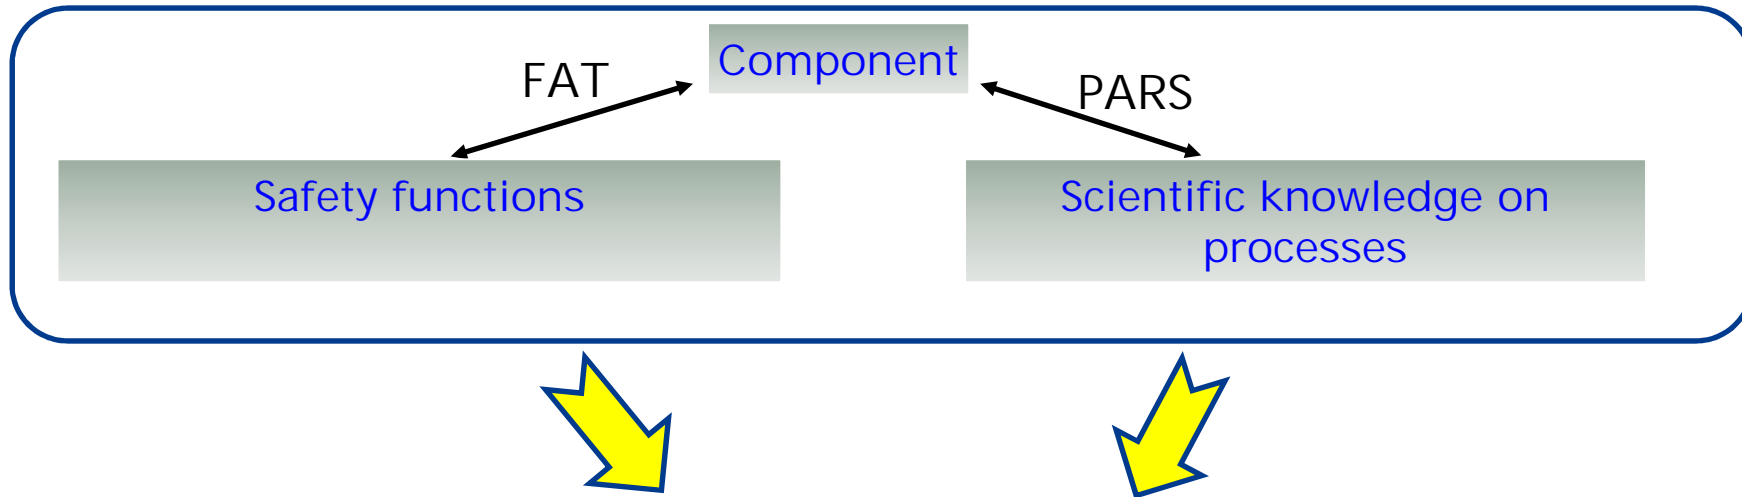 Component
FAT
PARS
Safety functions
Scientific knowledge on
processes